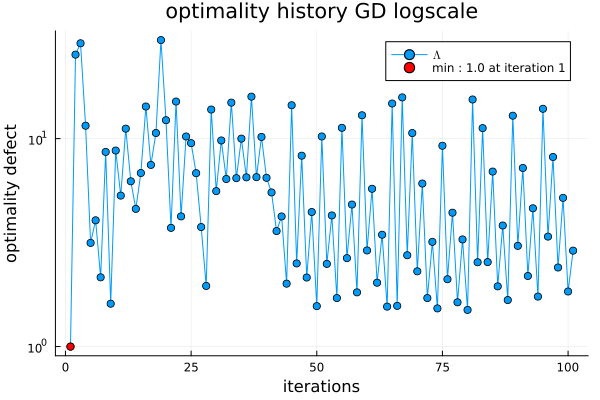 optimality history GD logscale
Λ
min : 1.0 at iteration 1
optimality defect
10¹
10⁰
0
25
50
75
100
iterations